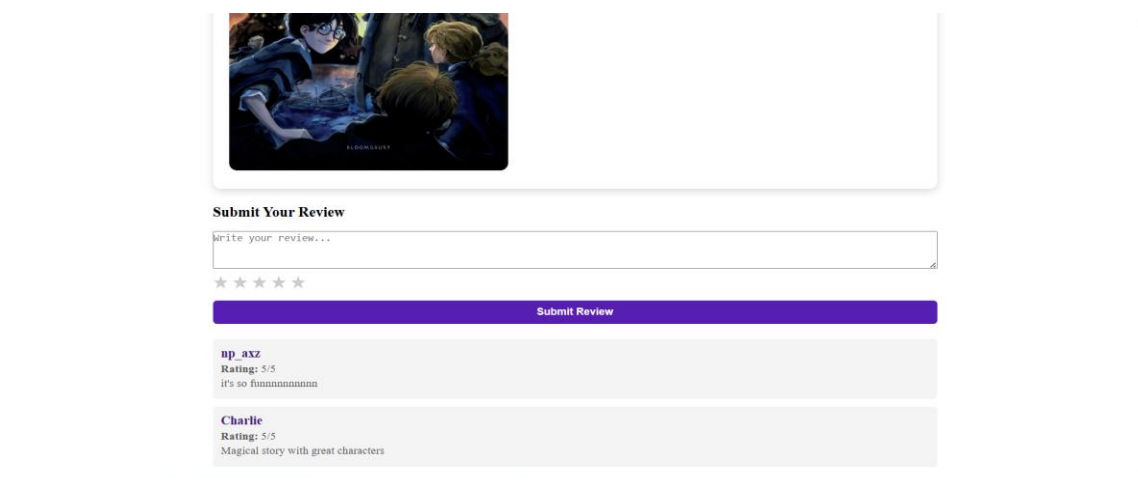 BLOOMSBURY
Submit Your Review
Write your review...
★ ★ ★ ★ ★
Submit Review
np_axz
Rating: 5/5
it's so funnnnnnnnnn
Charlie
Rating: 5/5
Magical story with great characters